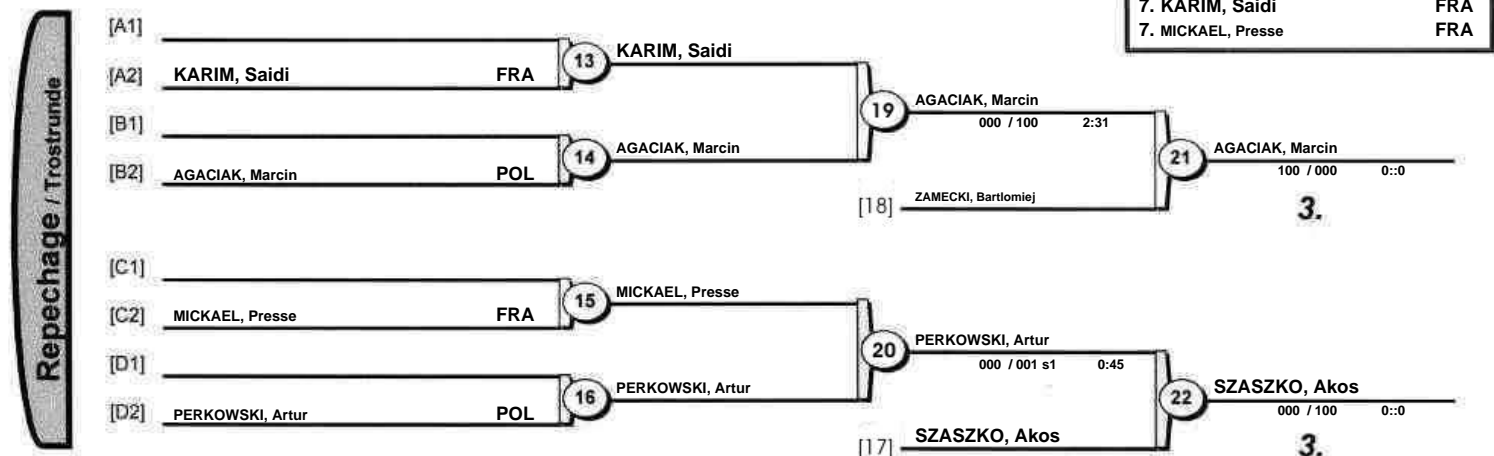 7. KARIM, Saidi FRA
7. MICKAEL, Presse FRA
Repechage / Trostrunde
[A1]
[A2] KARIM, Saidi FRA
13 KARIM, Saidi
[B1]
[B2] AGACIAK, Marcin POL
14 AGACIAK, Marcin
19 AGACIAK, Marcin
000 / 100 2:31
[18] ZAMECKI, Bartlomiej
21 AGACIAK, Marcin
100 / 000 0::0
3.
[C1]
[C2] MICKAEL, Presse FRA
15 MICKAEL, Presse
[D1]
[D2] PERKOWSKI, Artur POL
16 PERKOWSKI, Artur
20 PERKOWSKI, Artur
000 / 001 s1 0:45
[17] SZASZKO, Akos
22 SZASZKO, Akos
000 / 100 0::0
3.